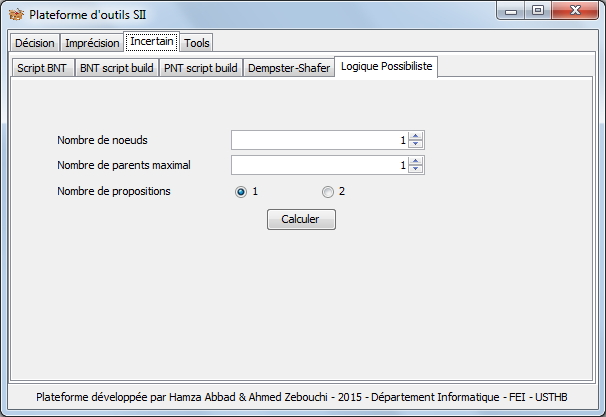 Plateforme d'outils SII
Décision Imprécision Incertain Tools
Script BNT BNT script build PNT script build Dempster-Shafer Logique Possibiliste
Nombre de noeuds 1
Nombre de parents maximal 1
Nombre de propositions 1 2
Calculer
Plateforme développée par Hamza Abbad & Ahmed Zebouchi - 2015 - Département Informatique - FEI - USTHB